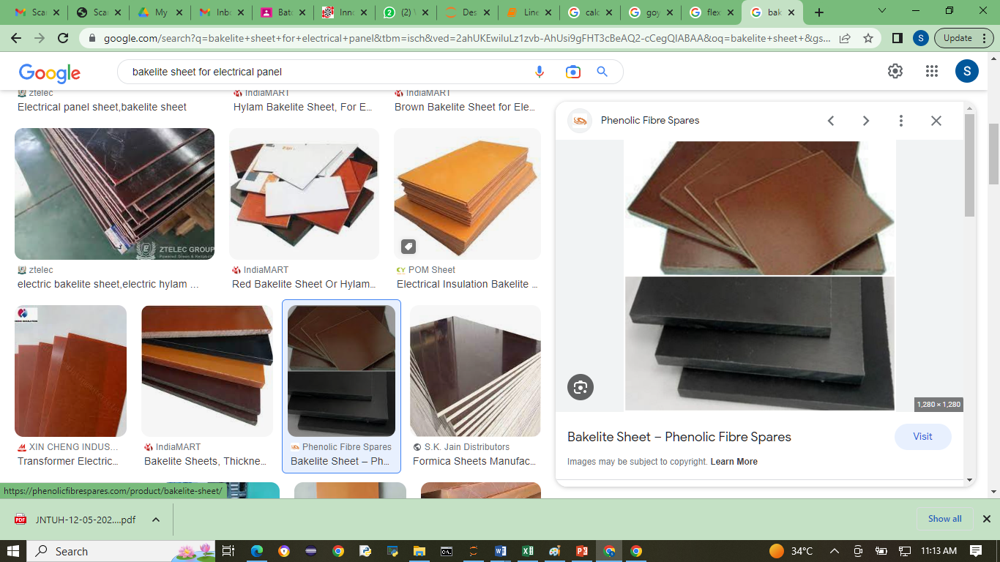 Scar
Scar
My
Inbo
Batc
Inno
(2) W
Des
Line
calc
goy
flex
bak
google.com/search?q=bakelite+sheet+for+electrical+panel&tbm=isch&ved=2ahUKEwiluLz1zvb-AhUsi9gFHT3cBeAQ2-cCegQIABAA&oq=bakelite+sheet+&gs...
S
Update
Google
bakelite sheet for electrical panel
S
ztelec
IndiaMART
IndiaMART
Electrical panel sheet,bakelite sheet
Hylam Bakelite Sheet, For E...
Brown Bakelite Sheet for Ele...
ZTELEC GROUP
ztelec
IndiaMART
POM Sheet
electric bakelite sheet,electric hylam ...
Red Bakelite Sheet Or Hylam...
Electrical Insulation Bakelite ...
XIN CHENG INDUS...
IndiaMART
Phenolic Fibre Spares
S.K. Jain Distributors
Transformer Electric...
Bakelite Sheets, Thickne...
Bakelite Sheet – Ph...
Formica Sheets Manufac...
Phenolic Fibre Spares
1,280 × 1,280
Bakelite Sheet – Phenolic Fibre Spares
Visit
Images may be subject to copyright. Learn More
https://phenolicfibrespares.com/product/bakelite-sheet/
PDF
JNTUH-12-05-202....pdf
Show all
Search
34°C
11:13 AM